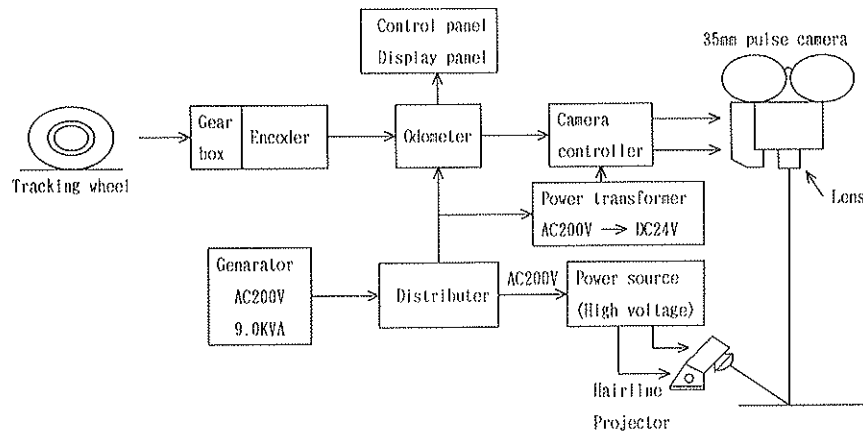 Control panel
Display panel
35mm pulse camera
Gear
box
Encoxler
Odometer
Camera
controller
Tracking wheel
Lens
Power transformer
AC200V → DC24V
Genarator
AC200V
9.0KVA
Distributer
AC200V
Power source
(High voltage)
Hairline
Projector